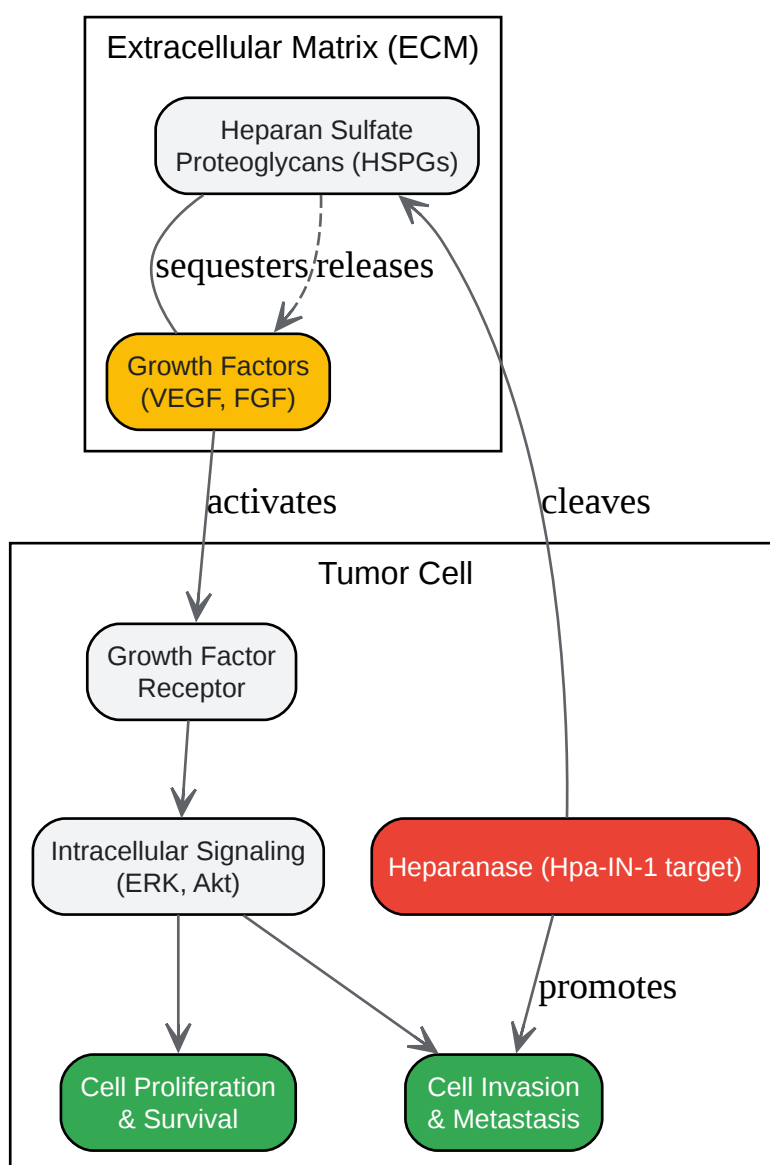 Extracellular Matrix (ECM)
Heparan Sulfate
Proteoglycans (HSPGs)
sequesters
releases
Growth Factors
(VEGF, FGF)
activates
cleaves
Tumor Cell
Growth Factor
Receptor
Intracellular Signaling
(ERK, Akt)
Heparanase (Hpa-IN-1 target)
promotes
Cell Proliferation
& Survival
Cell Invasion
& Metastasis